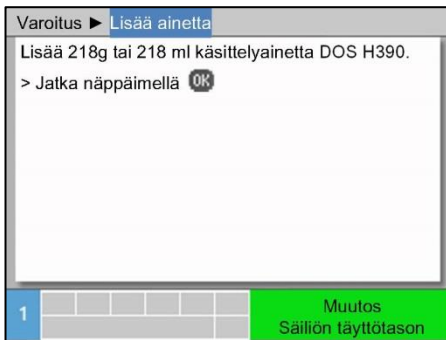 Varoitus ► Lisää ainetta
Lisää 218g tai 218 ml käsittelyainetta DOS H390.
> Jatka näppäimellä OK
1
Muutos
Säiliön täyttötason